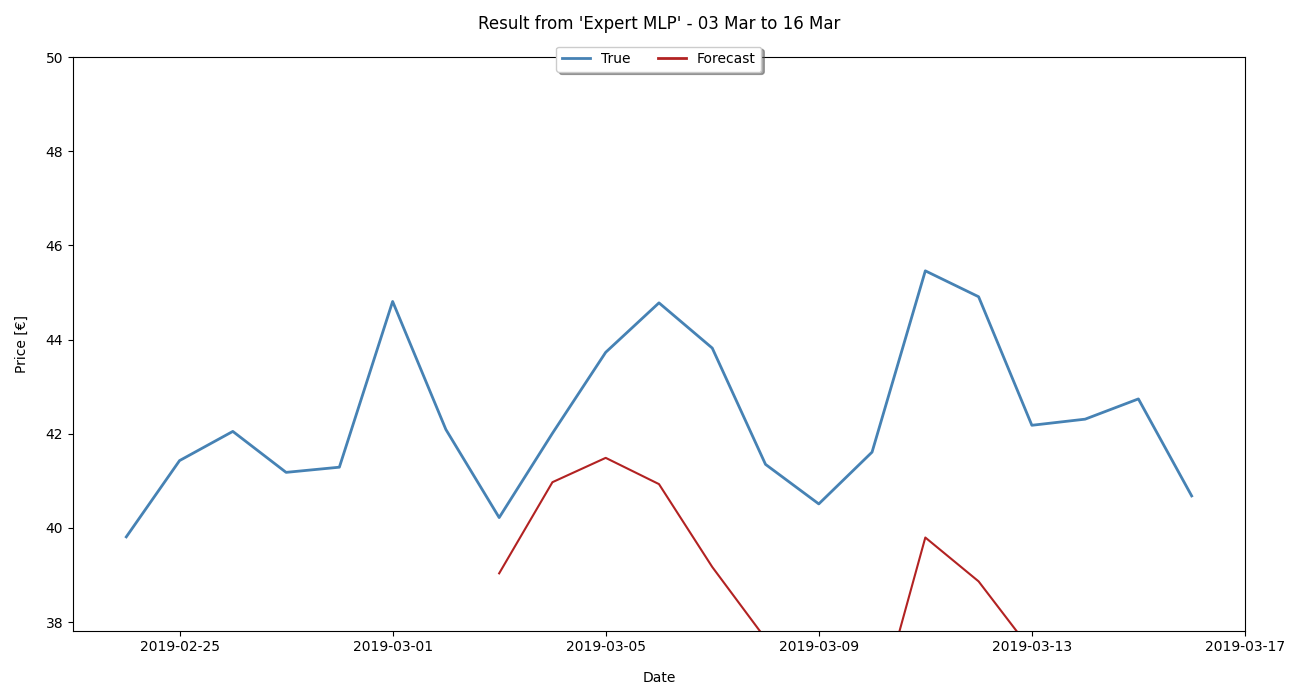 Result from 'Expert MLP' - 03 Mar to 16 Mar
True Forecast
50
48
46
44
42
40
38
Price [€]
2019-02-25 2019-03-01 2019-03-05 2019-03-09 2019-03-13 2019-03-17
Date